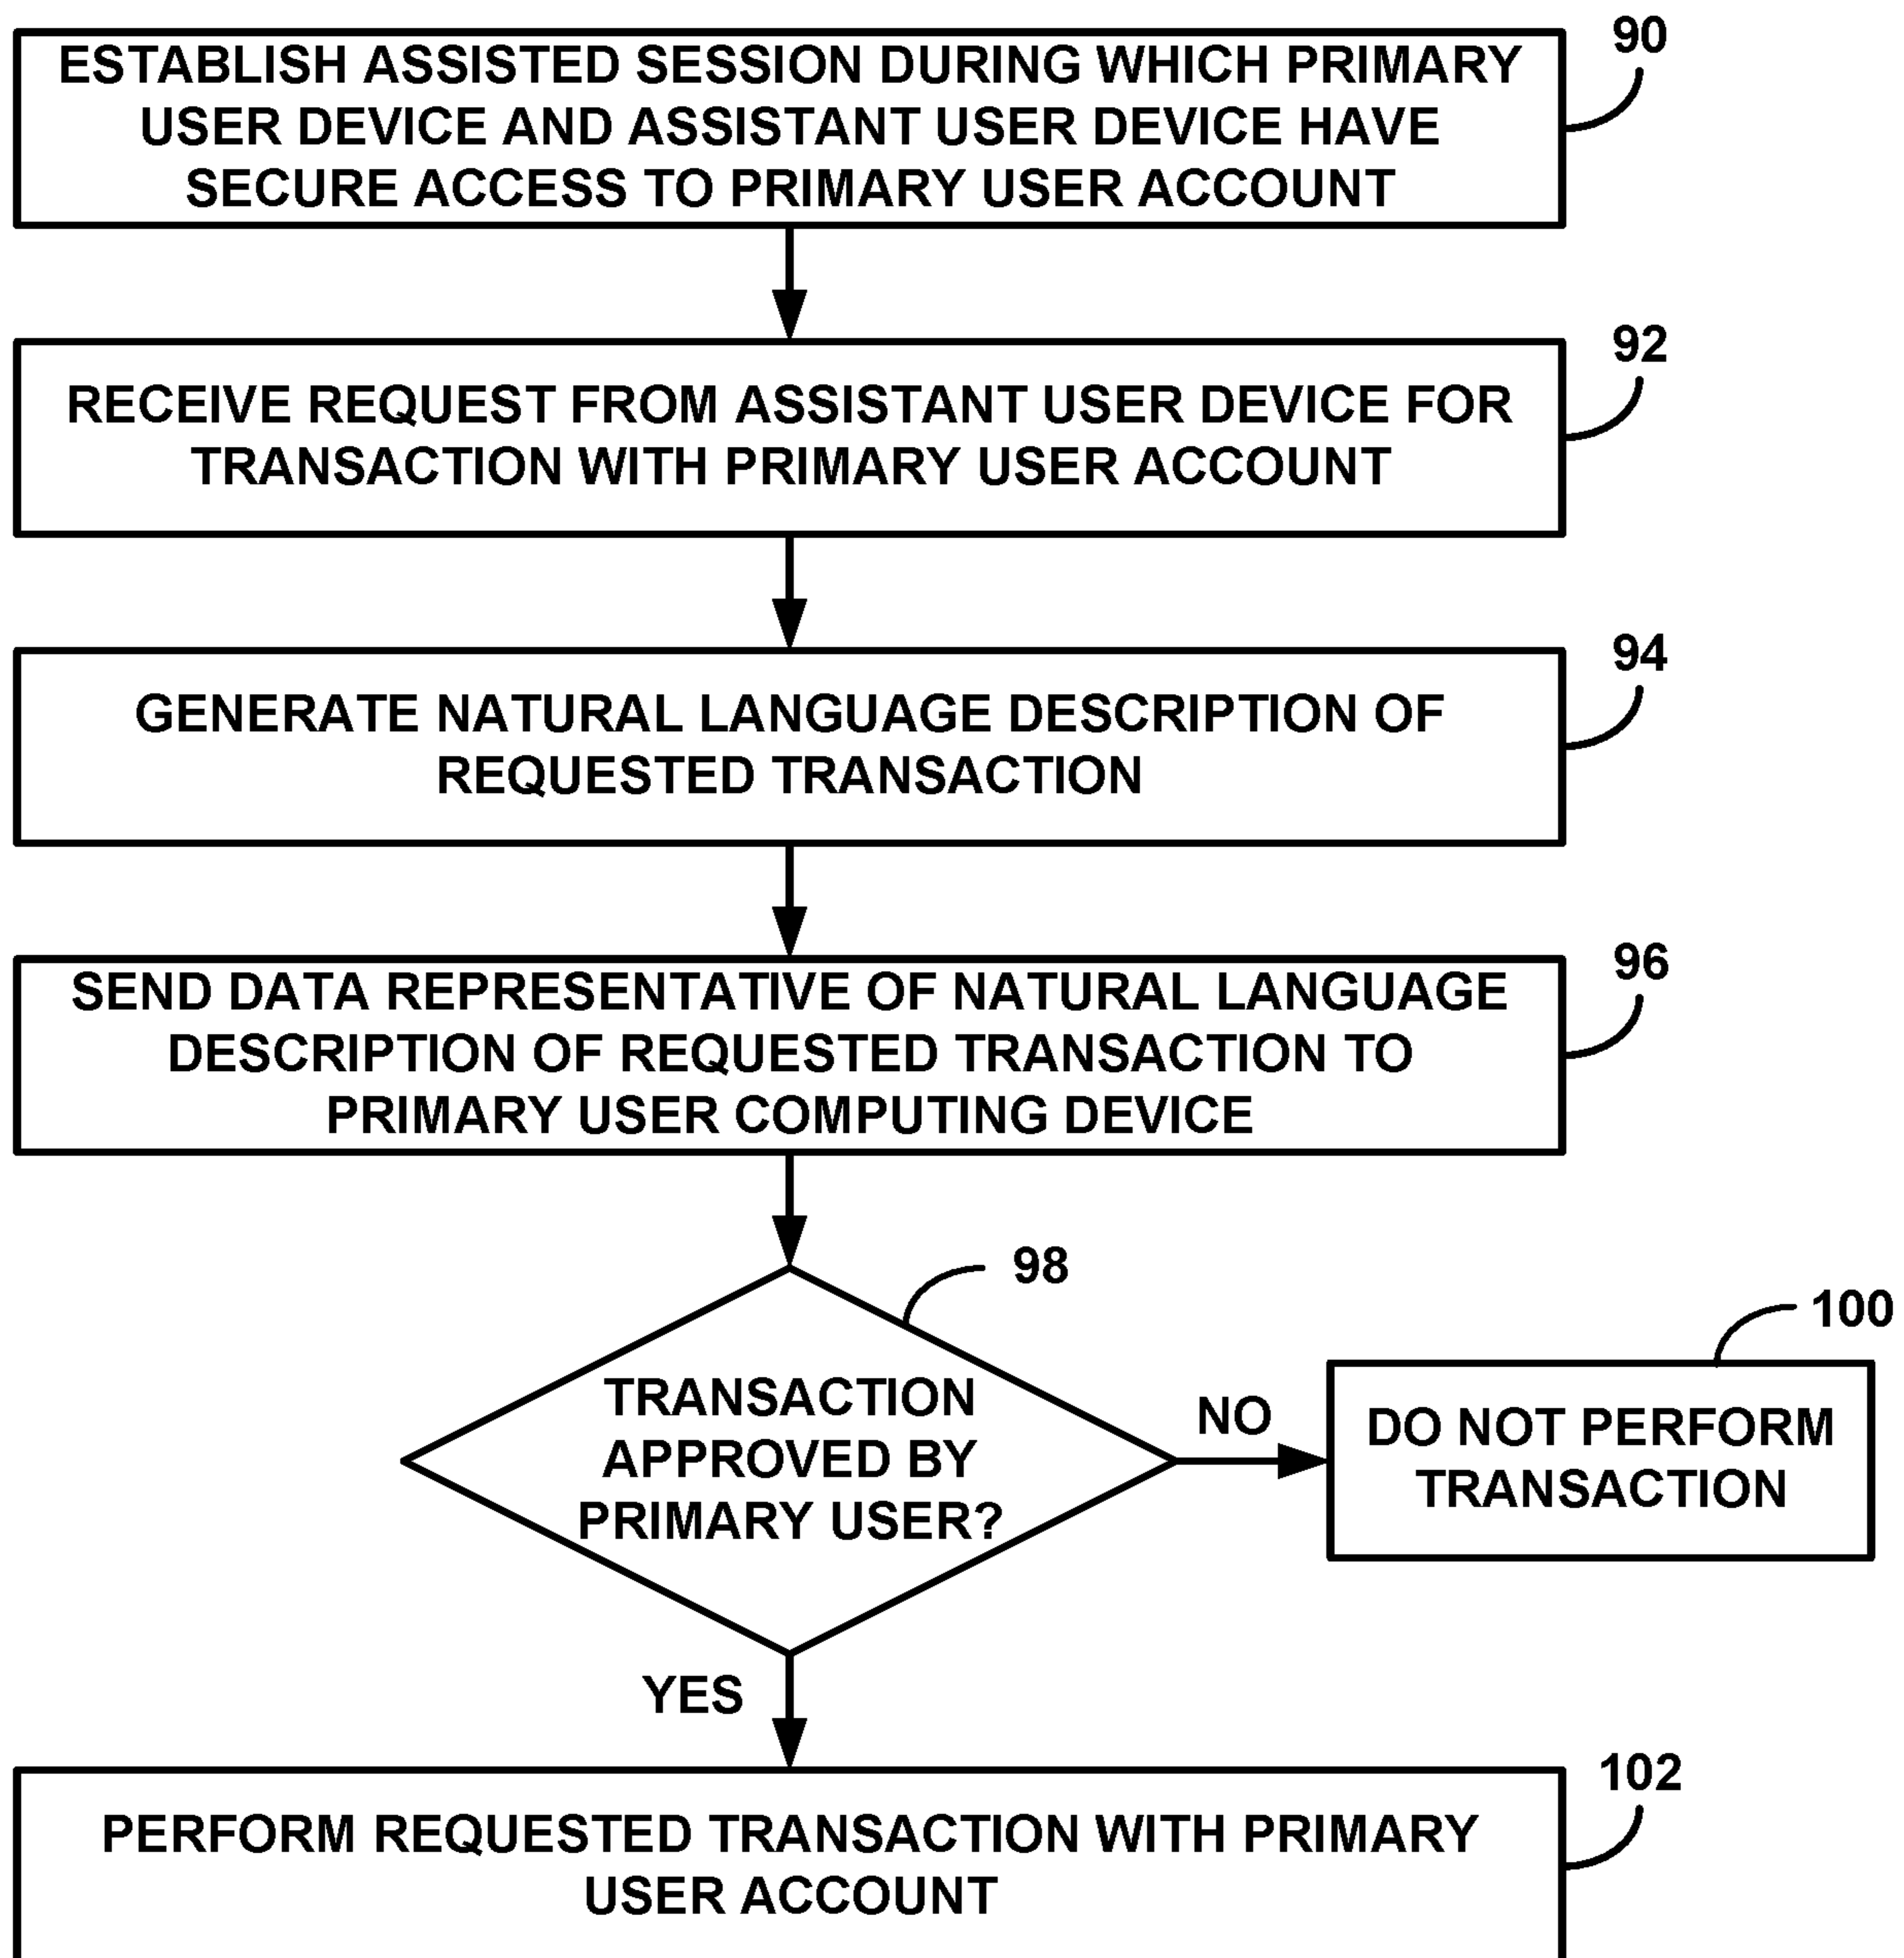 90
ESTABLISH ASSISTED SESSION DURING WHICH PRIMARY
USER DEVICE AND ASSISTANT USER DEVICE HAVE
SECURE ACCESS TO PRIMARY USER ACCOUNT
92
RECEIVE REQUEST FROM ASSISTANT USER DEVICE FOR
TRANSACTION WITH PRIMARY USER ACCOUNT
94
GENERATE NATURAL LANGUAGE DESCRIPTION OF
REQUESTED TRANSACTION
96
SEND DATA REPRESENTATIVE OF NATURAL LANGUAGE
DESCRIPTION OF REQUESTED TRANSACTION TO
PRIMARY USER COMPUTING DEVICE
98
TRANSACTION
APPROVED BY
PRIMARY USER?
NO
100
DO NOT PERFORM
TRANSACTION
YES
102
PERFORM REQUESTED TRANSACTION WITH PRIMARY
USER ACCOUNT